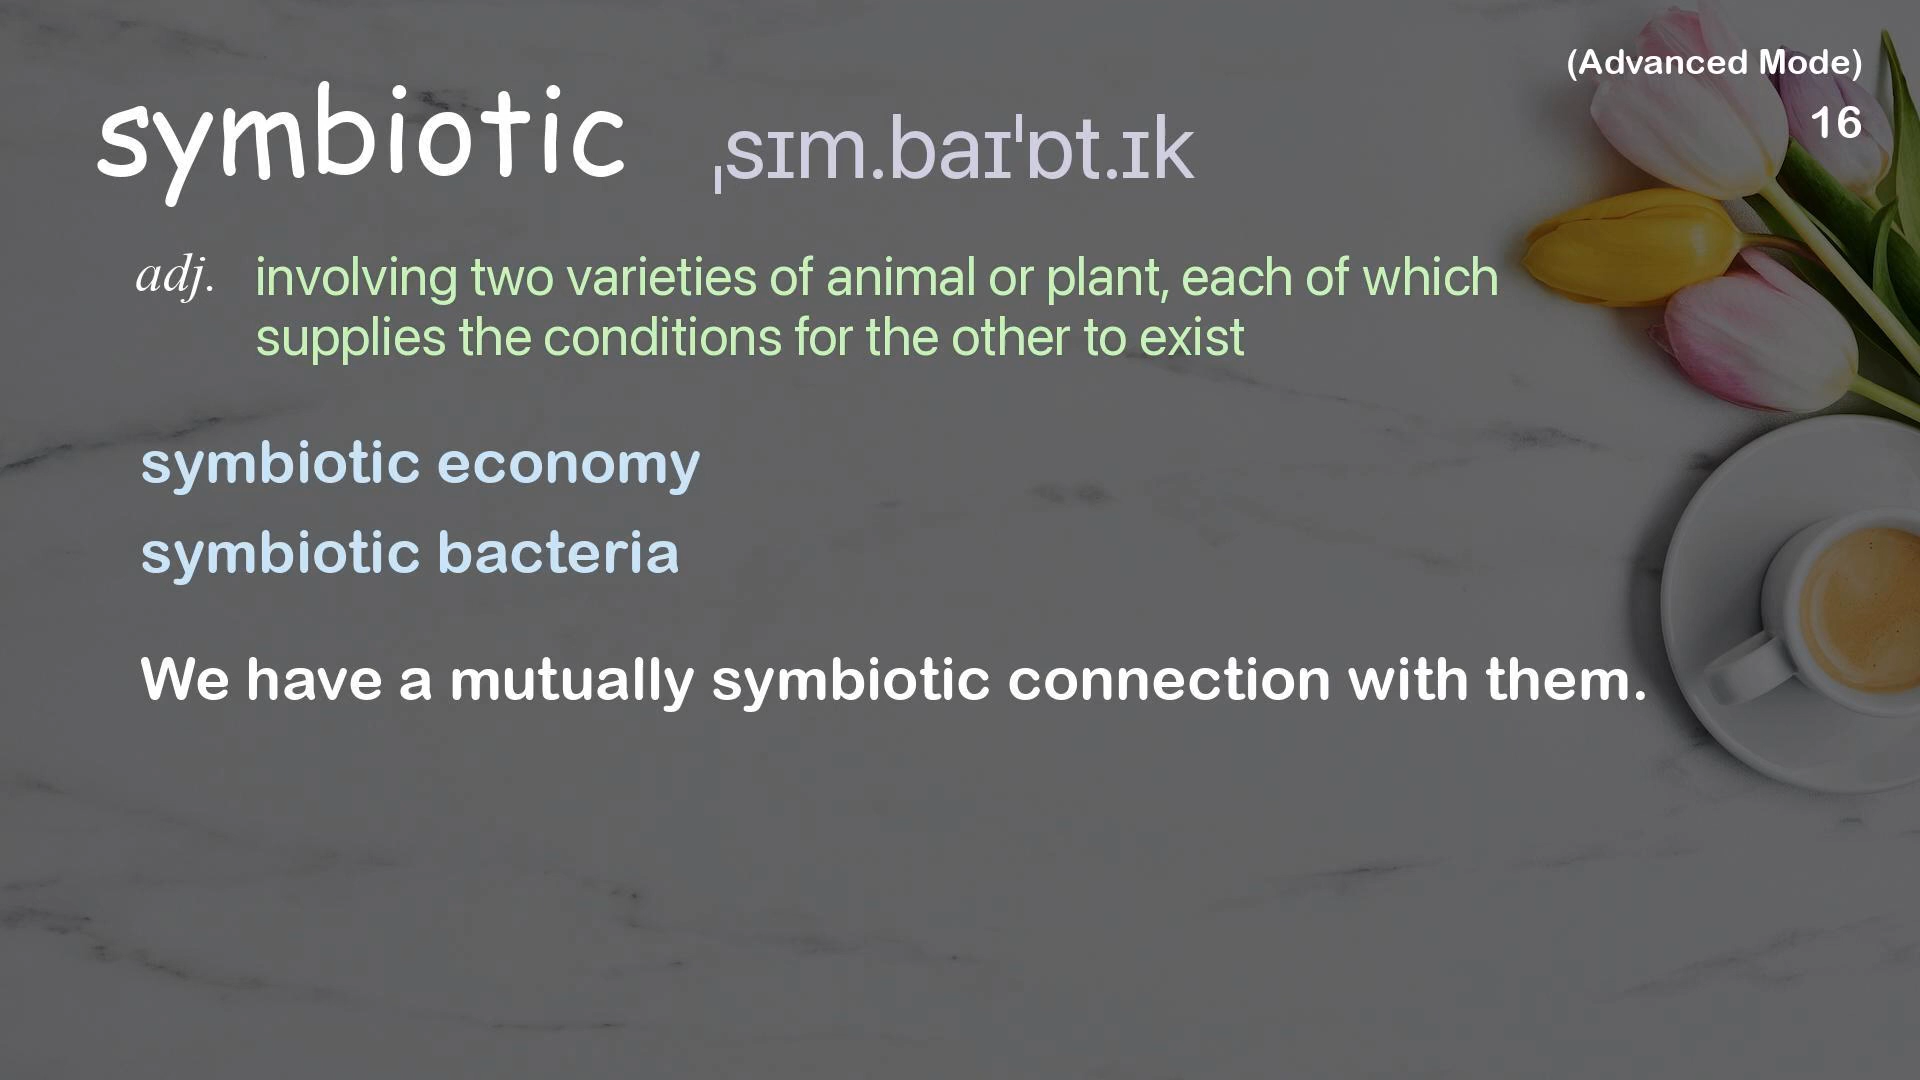 (Advanced Mode)
16
symbiotic ˌsɪm.baɪˈɒt.ɪk
adj. involving two varieties of animal or plant, each of which
supplies the conditions for the other to exist
symbiotic economy
symbiotic bacteria
We have a mutually symbiotic connection with them.